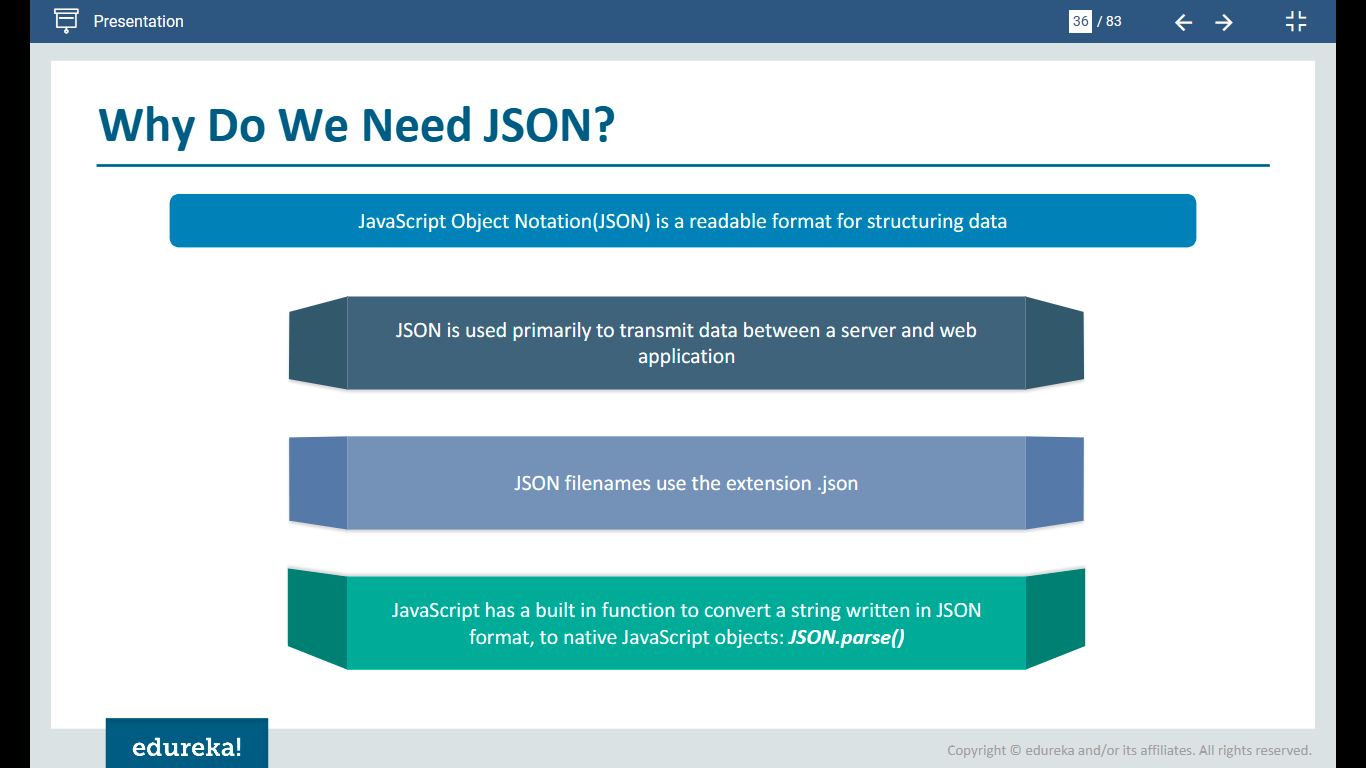 Presentation
36 / 83
Why Do We Need JSON?
JavaScript Object Notation(JSON) is a readable format for structuring data
JSON is used primarily to transmit data between a server and web
application
JSON filenames use the extension .json
JavaScript has a built in function to convert a string written in JSON
format, to native JavaScript objects: JSON.parse()
edureka!
Copyright © edureka and/or its affiliates. All rights reserved.